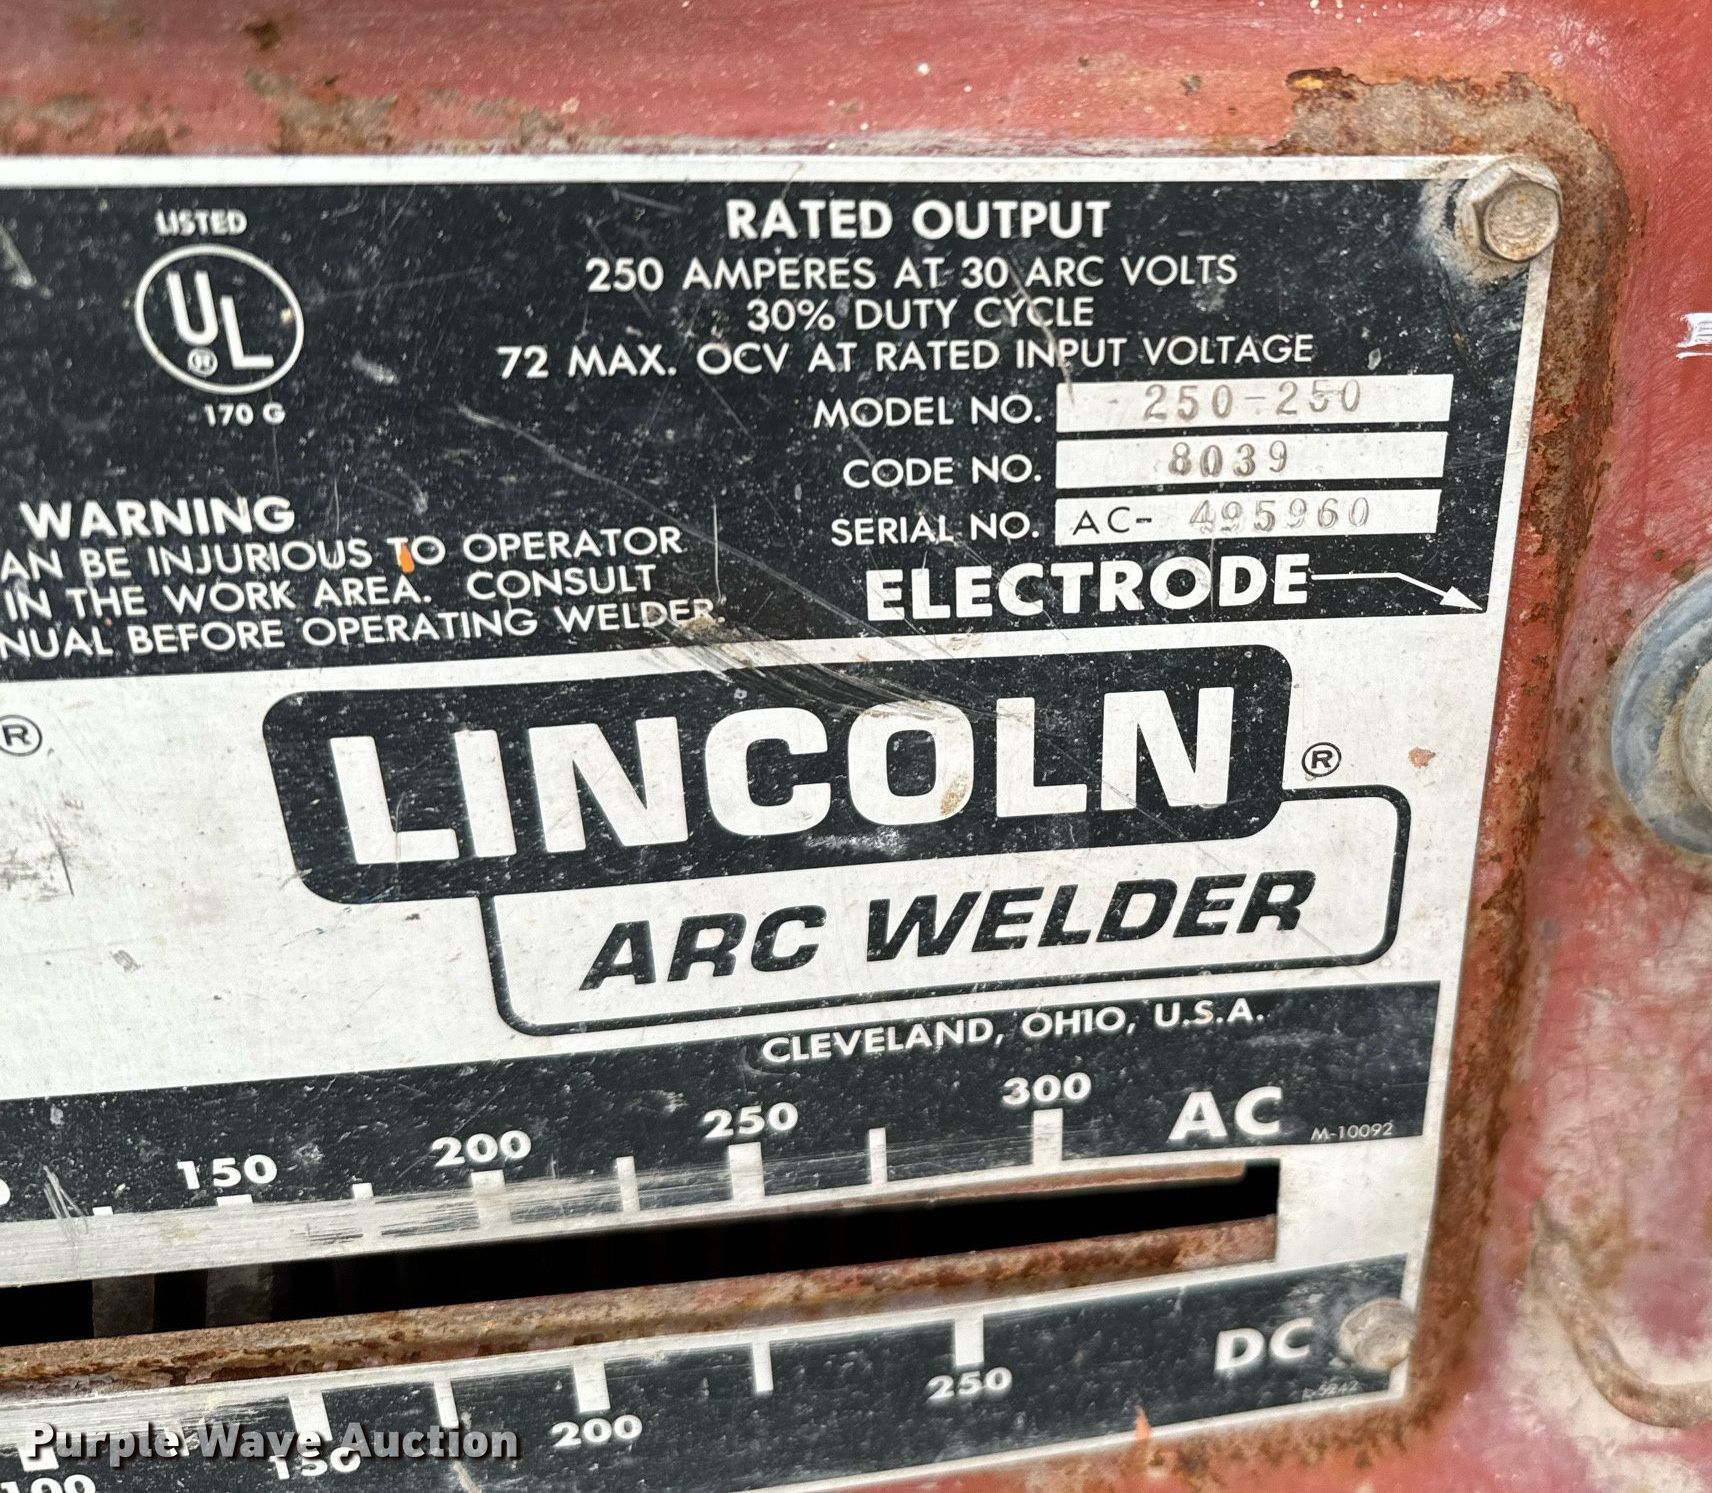 LISTED
UL
®
170 G
RATED OUTPUT
250 AMPERES AT 30 ARC VOLTS
30% DUTY CYCLE
72 MAX. OCV AT RATED INPUT VOLTAGE
MODEL NO. 250-250
CODE NO. 8039
SERIAL NO. AC- 495960
ELECTRODE
WARNING
AN BE INJURIOUS TO OPERATOR
IN THE WORK AREA. CONSULT
NUAL BEFORE OPERATING WELDER.
®
LINCOLN ®
ARC WELDER
CLEVELAND, OHIO, U.S.A.
150 200 250 300 AC
M-10092
DC
100 150 200 250
Purple Wave Auction